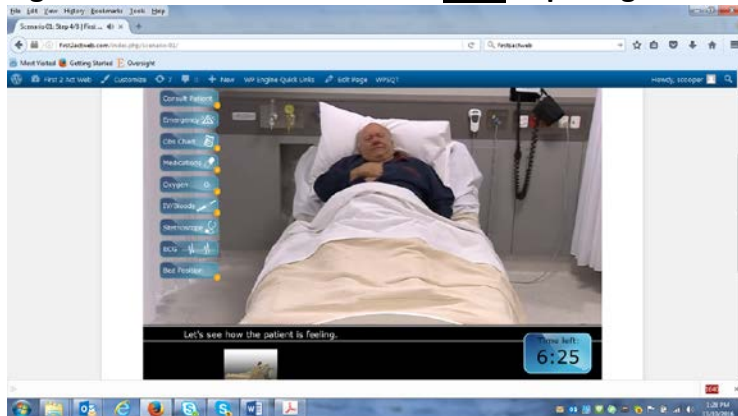 File Edit View History Bookmarks Tools Help
Scenario 01: Step 4/5 | First ...
first2actweb.com/index.php/scenario-01/
Most Visited Getting Started Oversight
First 2 Act Web Customize 7 + New WP Engine Quick Links Edit Page WPSQT
Howdy, scooper
Consult Patient
Emergency
Obs Chart
Medications
Oxygen
IV/Bloods
Stethoscope
ECG
Bed Position
Let's see how the patient is feeling.
Time left:
6:25
1:28 PM